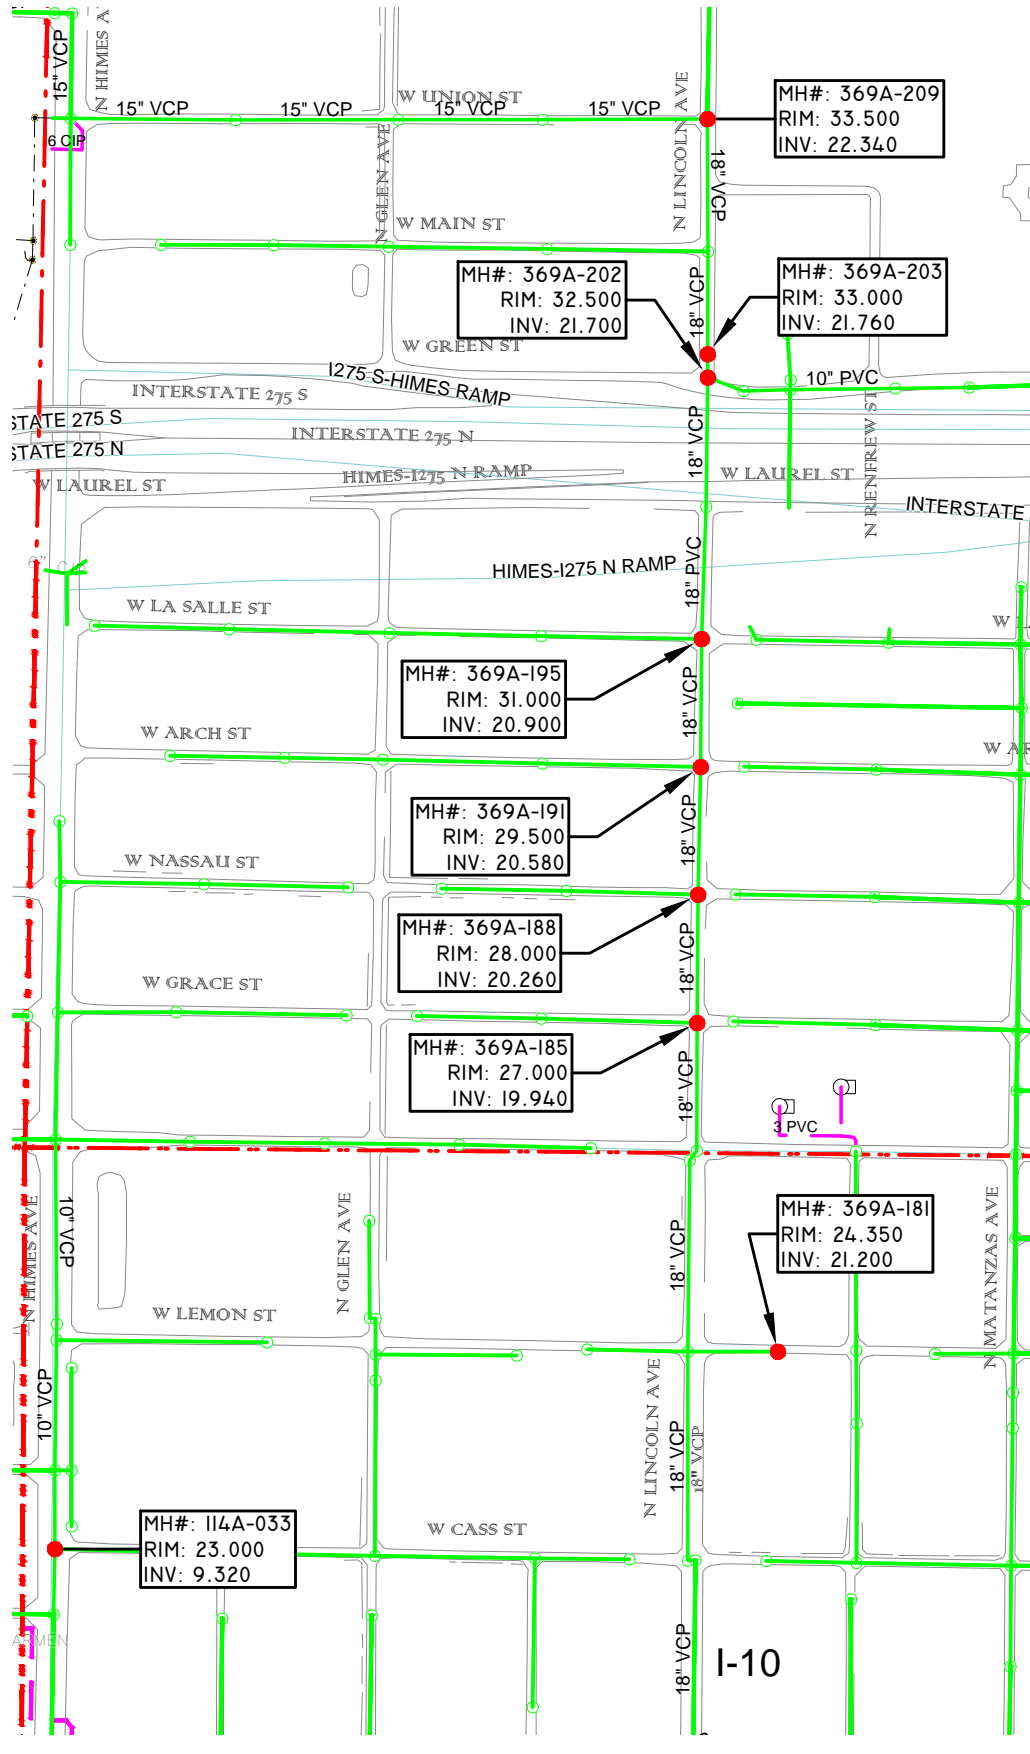 15" VCP
N HIMES A
15" VCP
15" VCP
W UNION ST
15" VCP
15" VCP
N LINCOLN AVE
MH#: 369A-209
RIM: 33.500
INV: 22.340
6 CIP
N GLEN AVE
18" VCP
W MAIN ST
MH#: 369A-202
RIM: 32.500
INV: 21.700
18" VCP
MH#: 369A-203
RIM: 33.000
INV: 21.760
W GREEN ST
I275 S-HIMES RAMP
10" PVC
INTERSTATE 275 S
STATE 275 S
INTERSTATE 275 N
18" VCP
N RENFREW ST
STATE 275 N
HIMES-I275 N RAMP
W LAUREL ST
W LAUREL ST
INTERSTATE
HIMES-I275 N RAMP
18" PVC
W LA SALLE ST
MH#: 369A-195
RIM: 31.000
INV: 20.900
18" VCP
W ARCH ST
W AR
MH#: 369A-191
RIM: 29.500
INV: 20.580
18" VCP
W NASSAU ST
MH#: 369A-188
RIM: 28.000
INV: 20.260
18" VCP
W GRACE ST
MH#: 369A-185
RIM: 27.000
INV: 19.940
18" VCP
3 PVC
N HIMES AVE
10" VCP
N GLEN AVE
18" VCP
MH#: 369A-181
RIM: 24.350
INV: 21.200
N MATANZAS AVE
W LEMON ST
10" VCP
N LINCOLN AVE
18" VCP
18" VCP
MH#: 114A-033
RIM: 23.000
INV: 9.320
W CASS ST
ARMEN
18" VCP
I-10